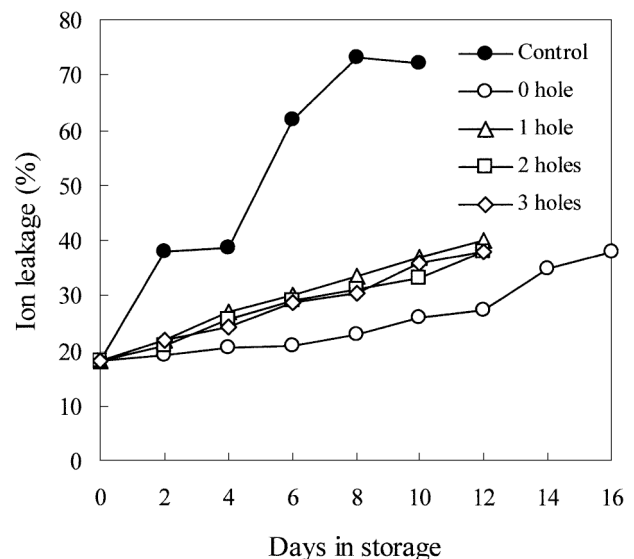 80
70
60
50
40
30
20
10
0
Ion leakage (%)
Control
0 hole
1 hole
2 holes
3 holes
0 2 4 6 8 10 12 14 16
Days in storage